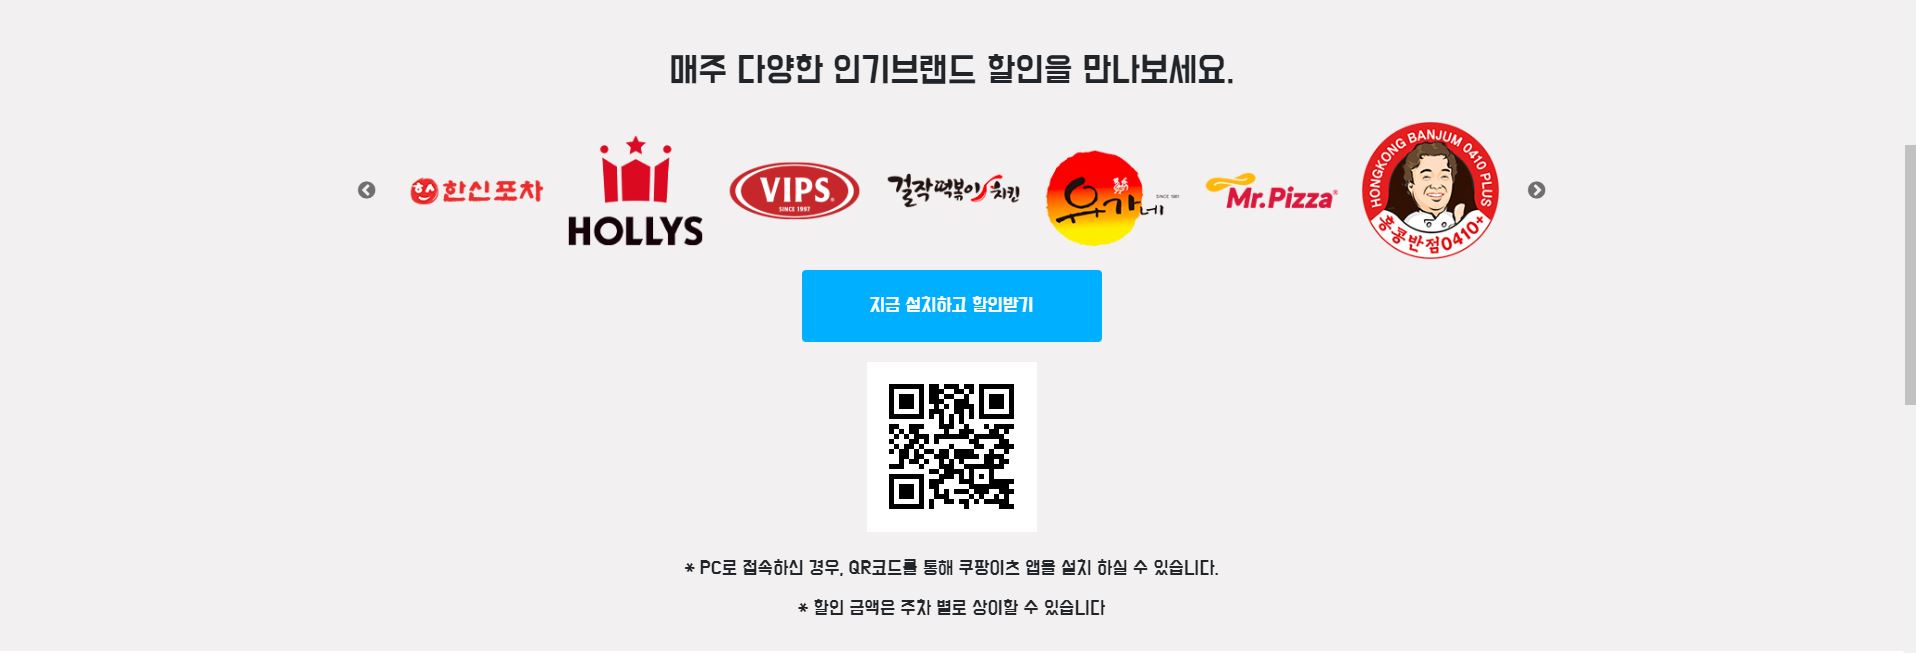 매주 다양한 인기브랜드 할인을 만나보세요.
한신 한신포차
HOLLYS
VIPS
SINCE 1997
걸작떡볶이치킨
유가네
SINCE 1981
Mr.Pizza
HONGKONG BANJUM 0410 PLUS
홍콩반점0410+
지금 설치하고 할인받기
* PC로 접속하신 경우, QR코드를 통해 쿠팡이츠 앱을 설치 하실 수 있습니다.
* 할인 금액은 주차 별로 상이할 수 있습니다